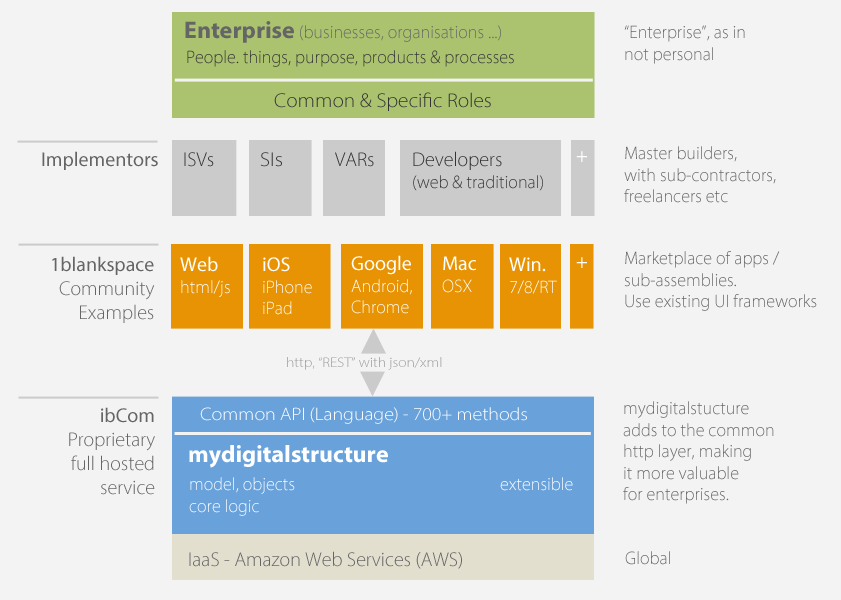 Enterprise (businesses, organisations ...)
People. things, purpose, products & processes
Common & Specific Roles
“Enterprise”, as in
not personal
Implementors
ISVs
SIs
VARs
Developers
(web & traditional)
+
Master builders,
with sub-contractors,
freelancers etc
1blankspace
Community
Examples
Web
html/js
iOS
iPhone
iPad
Google
Android,
Chrome
Mac
OSX
Win.
7/8/RT
+
Marketplace of apps /
sub-assemblies.
Use existing UI frameworks
http, “REST” with json/xml
ibCom
Proprietary
full hosted
service
Common API (Language) - 700+ methods
mydigitalstructure
model, objects
core logic
extensible
mydigitalstucture
adds to the common
http layer, making
it more valuable
for enterprises.
IaaS - Amazon Web Services (AWS)
Global